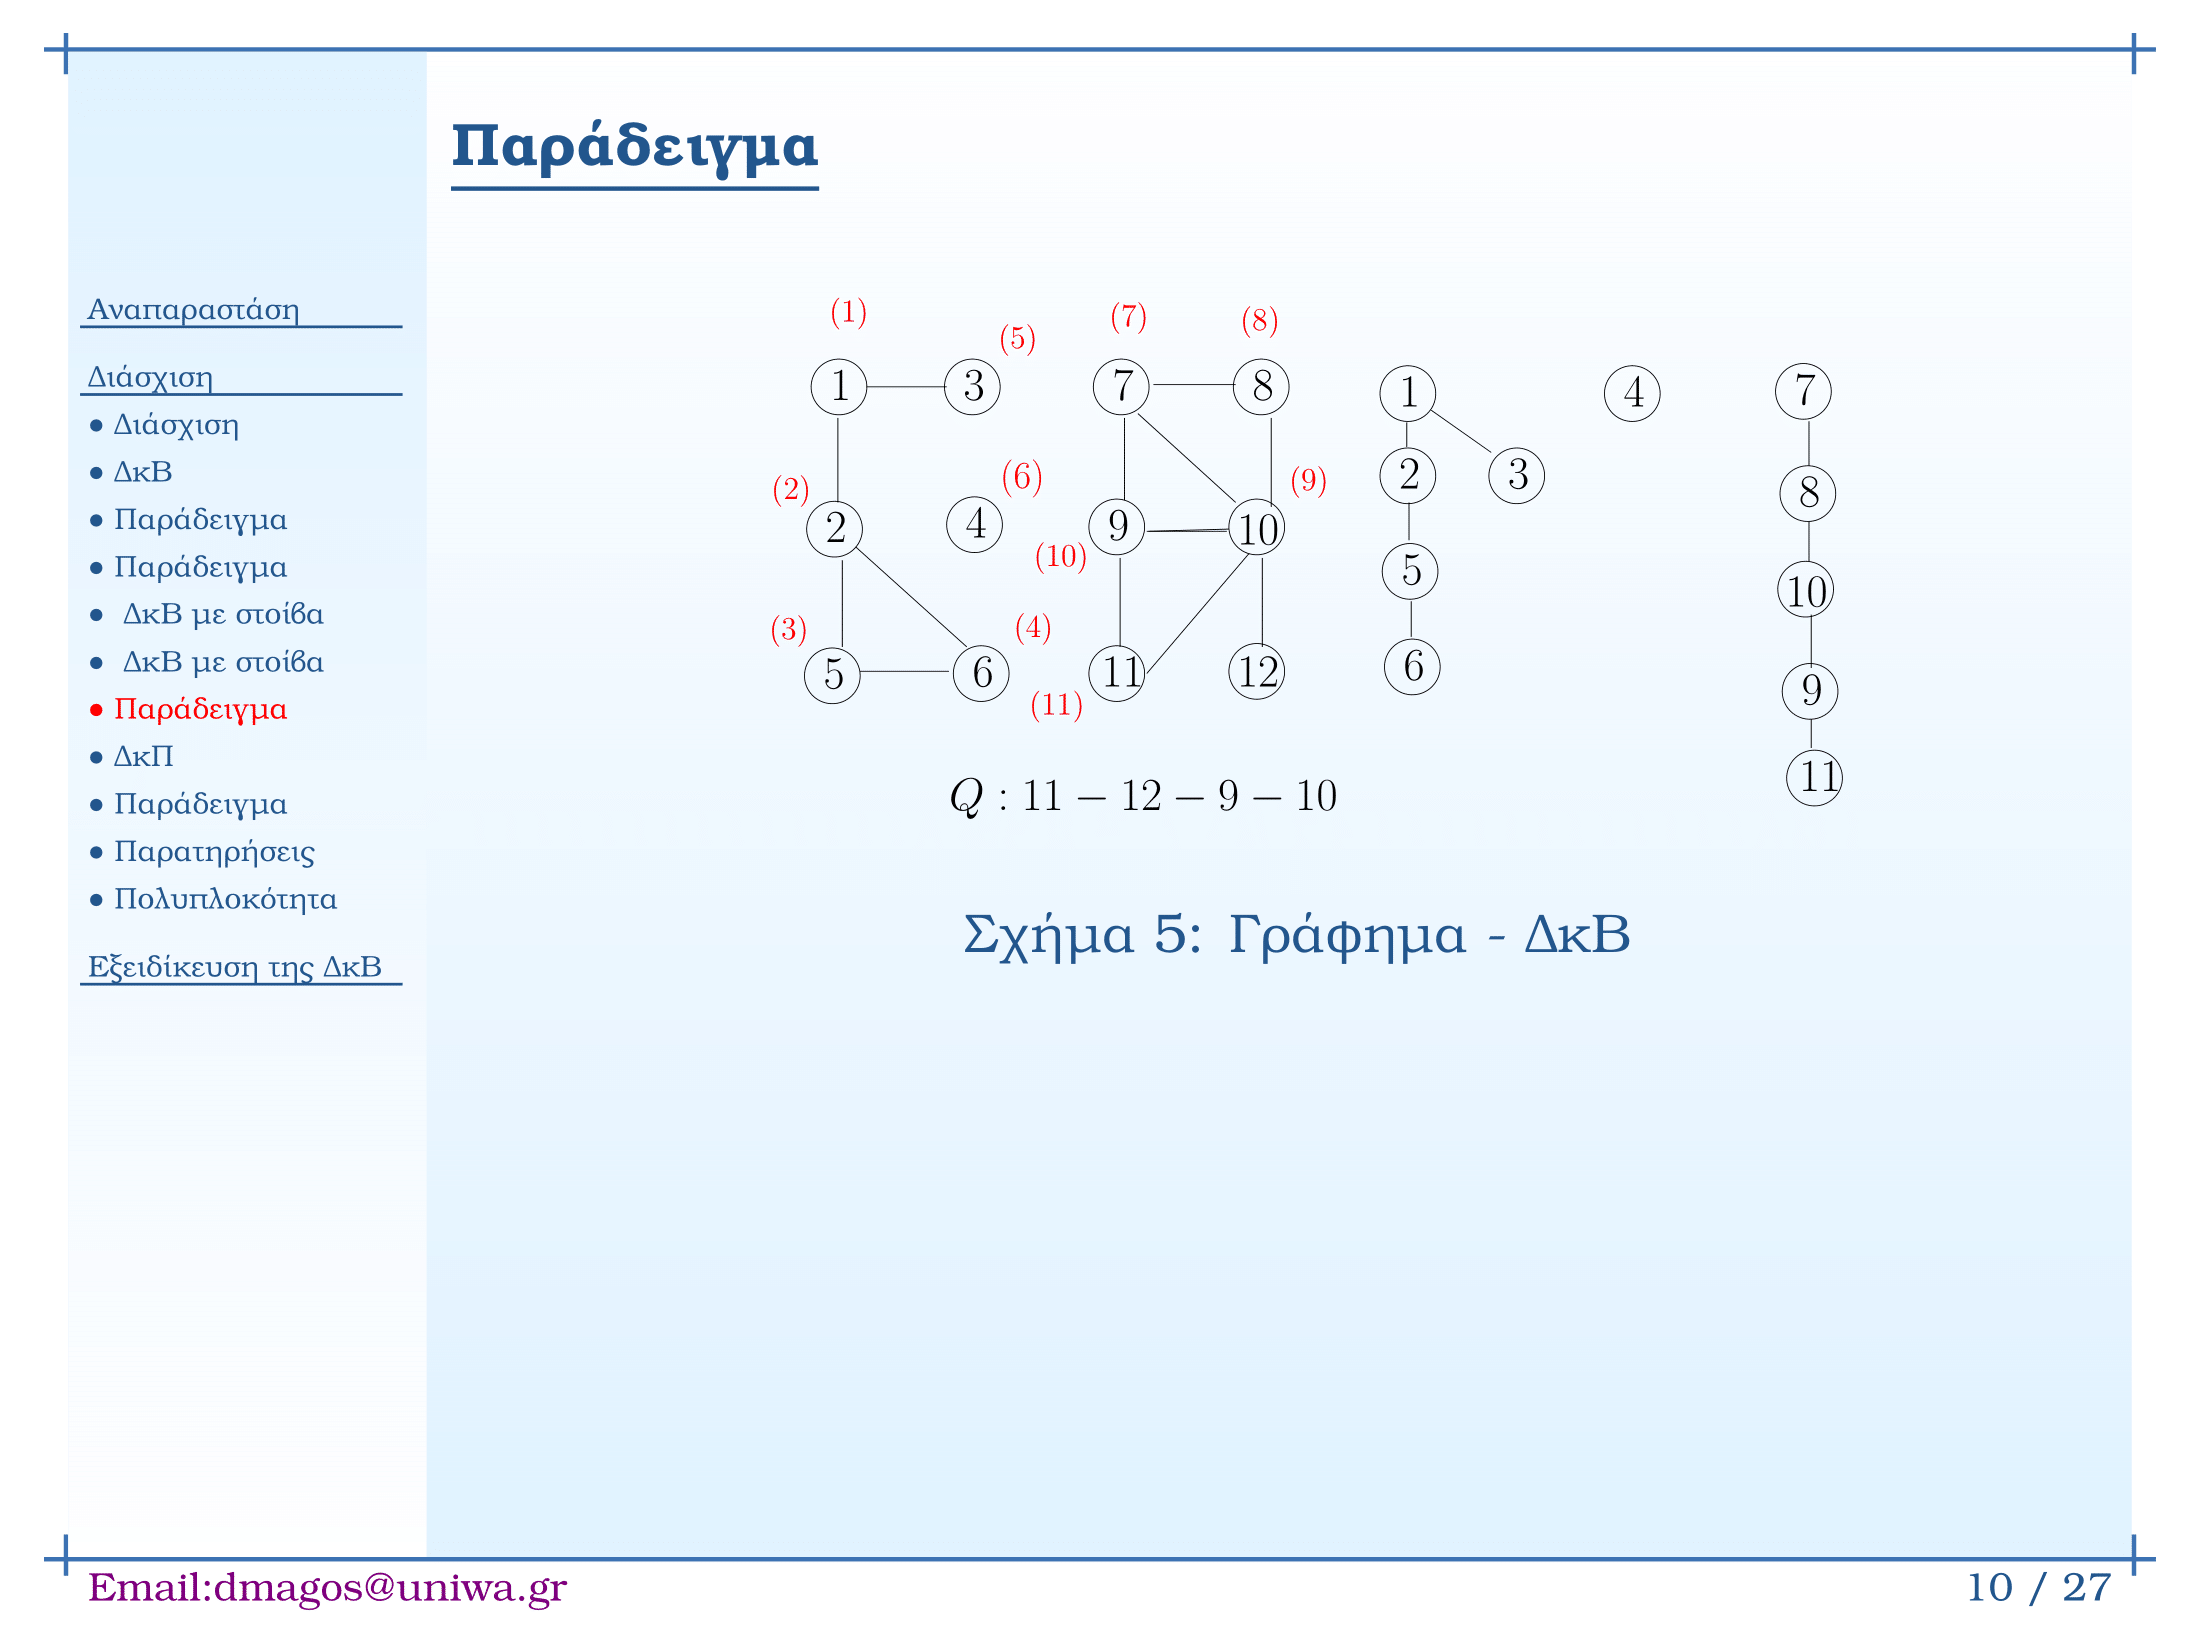 Παράδειγμα
Αναπαραστάση
Διάσχιση
• Διάσχιση
• ΔκΒ
• Παράδειγμα
• Παράδειγμα
• ΔκΒ με στοίβα
• ΔκΒ με στοίβα
• Παράδειγμα
• ΔκΠ
• Παράδειγμα
• Παρατηρήσεις
• Πολυπλοκότητα
Εξειδίκευση της ΔκΒ
(1) (5) (7) (8)
1 3 7 8 1 4 7
(2) (6) (9) 2 3 8
2 4 9 10
(10) 5 10
(3) (4)
5 6 11 12 6 9
(11)
11
Q : 11 − 12 − 9 − 10
Σχήμα 5: Γράφημα - ΔκΒ
Email:dmagos@uniwa.gr
10 / 27